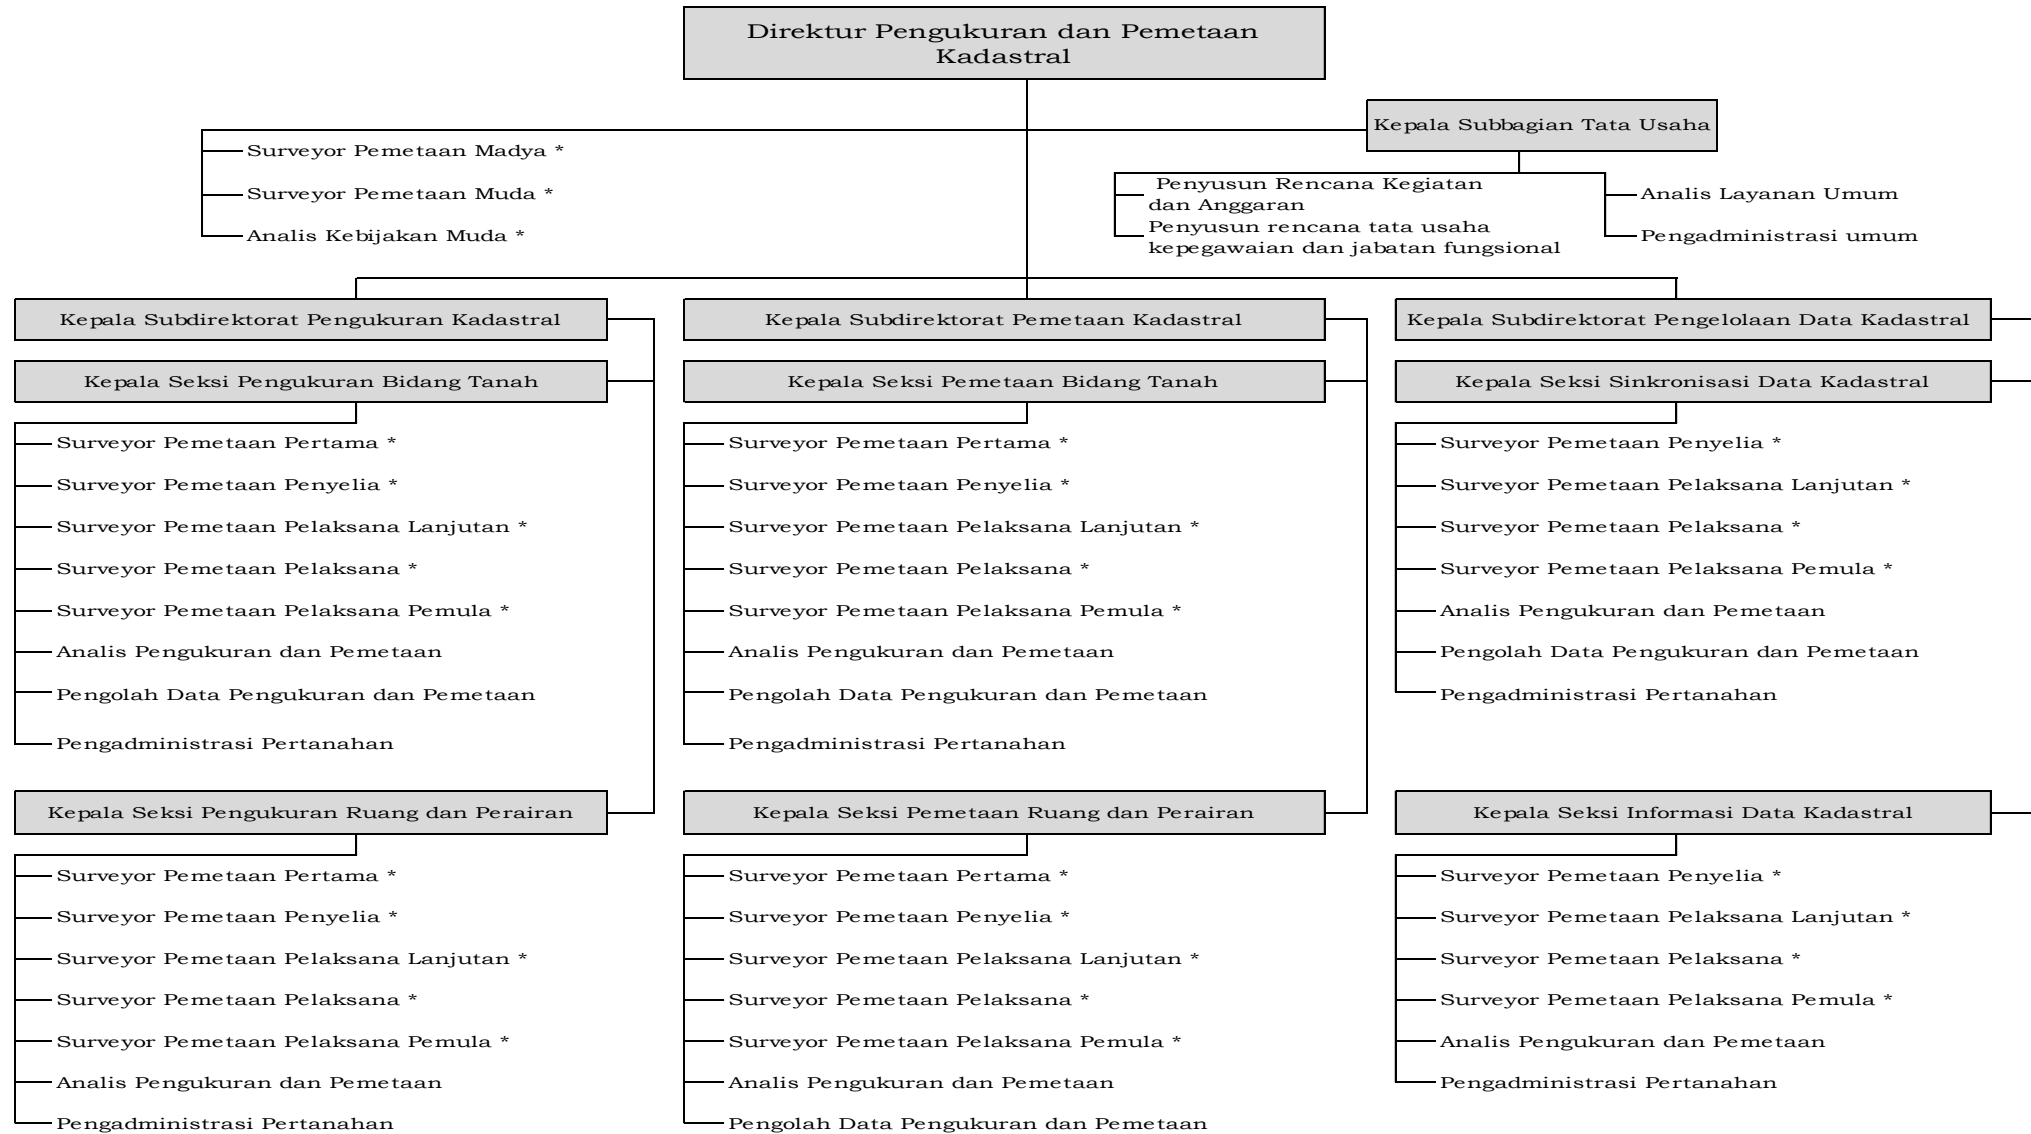 Direktur Pengukuran dan Pemetaan
Kadastral
Kepala Subbagian Tata Usaha
Surveyor Pemetaan Madya *
Surveyor Pemetaan Muda *
Analis Kebijakan Muda *
Penyusun Rencana Kegiatan
dan Anggaran
Penyusun rencana tata usaha
kepegawaian dan jabatan fungsional
Analis Layanan Umum
Pengadministrasi umum
Kepala Subdirektorat Pengukuran Kadastral
Kepala Seksi Pengukuran Bidang Tanah
Surveyor Pemetaan Pertama *
Surveyor Pemetaan Penyelia *
Surveyor Pemetaan Pelaksana Lanjutan *
Surveyor Pemetaan Pelaksana *
Surveyor Pemetaan Pelaksana Pemula *
Analis Pengukuran dan Pemetaan
Pengolah Data Pengukuran dan Pemetaan
Pengadministrasi Pertanahan
Kepala Seksi Pengukuran Ruang dan Perairan
Surveyor Pemetaan Pertama *
Surveyor Pemetaan Penyelia *
Surveyor Pemetaan Pelaksana Lanjutan *
Surveyor Pemetaan Pelaksana *
Surveyor Pemetaan Pelaksana Pemula *
Analis Pengukuran dan Pemetaan
Pengadministrasi Pertanahan
Kepala Subdirektorat Pemetaan Kadastral
Kepala Seksi Pemetaan Bidang Tanah
Surveyor Pemetaan Pertama *
Surveyor Pemetaan Penyelia *
Surveyor Pemetaan Pelaksana Lanjutan *
Surveyor Pemetaan Pelaksana *
Surveyor Pemetaan Pelaksana Pemula *
Analis Pengukuran dan Pemetaan
Pengolah Data Pengukuran dan Pemetaan
Pengadministrasi Pertanahan
Kepala Seksi Pemetaan Ruang dan Perairan
Surveyor Pemetaan Pertama *
Surveyor Pemetaan Penyelia *
Surveyor Pemetaan Pelaksana Lanjutan *
Surveyor Pemetaan Pelaksana *
Surveyor Pemetaan Pelaksana Pemula *
Analis Pengukuran dan Pemetaan
Pengolah Data Pengukuran dan Pemetaan
Kepala Subdirektorat Pengelolaan Data Kadastral
Kepala Seksi Sinkronisasi Data Kadastral
Surveyor Pemetaan Penyelia *
Surveyor Pemetaan Pelaksana Lanjutan *
Surveyor Pemetaan Pelaksana *
Surveyor Pemetaan Pelaksana Pemula *
Analis Pengukuran dan Pemetaan
Pengolah Data Pengukuran dan Pemetaan
Pengadministrasi Pertanahan
Kepala Seksi Informasi Data Kadastral
Surveyor Pemetaan Penyelia *
Surveyor Pemetaan Pelaksana Lanjutan *
Surveyor Pemetaan Pelaksana *
Surveyor Pemetaan Pelaksana Pemula *
Analis Pengukuran dan Pemetaan
Pengadministrasi Pertanahan